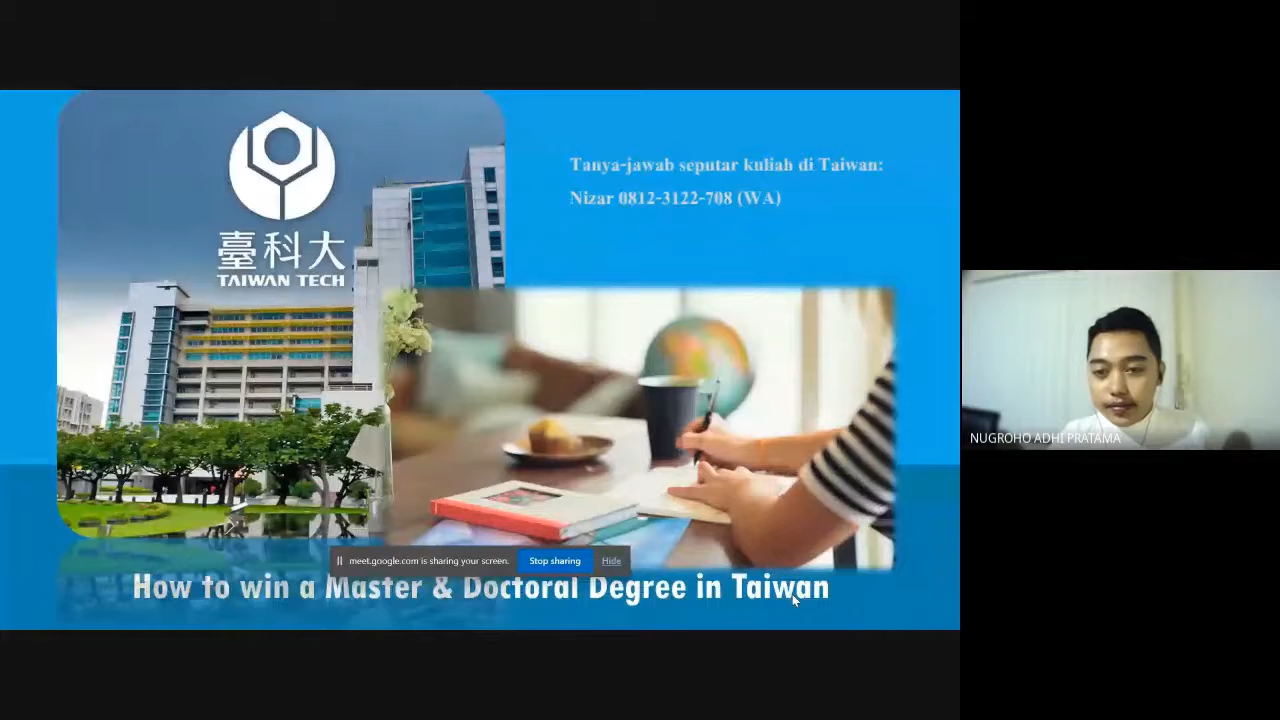 臺科大
TAIWAN TECH
Tanya-jawab seputar kuliah di Taiwan:
Nizar 0812-3122-708 (WA)
meet.google.com is sharing your screen.
Stop sharing
Hide
How to win a Master & Doctoral Degree in Taiwan
NUGROHO ADHI PRATAMA